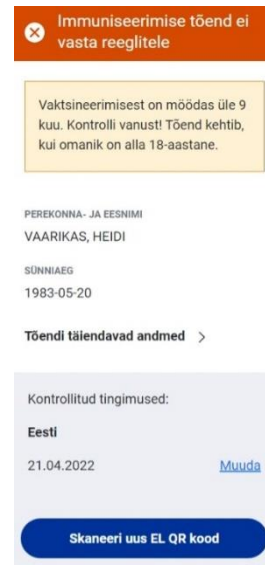 Immuniseerimise tõend ei
vasta reeglitele
Vaktsineerimisest on möödas üle 9
kuu. Kontrolli vanust! Tõend kehtib,
kui omanik on alla 18-aastane.
PEREKONNA- JA EESNIMI
VAARIKAS, HEIDI
SÜNNIAEG
1983-05-20
Tõendi täiendavad andmed
Kontrollitud tingimused:
Eesti
21.04.2022 Muuda
Skaneeri uus EL QR kood